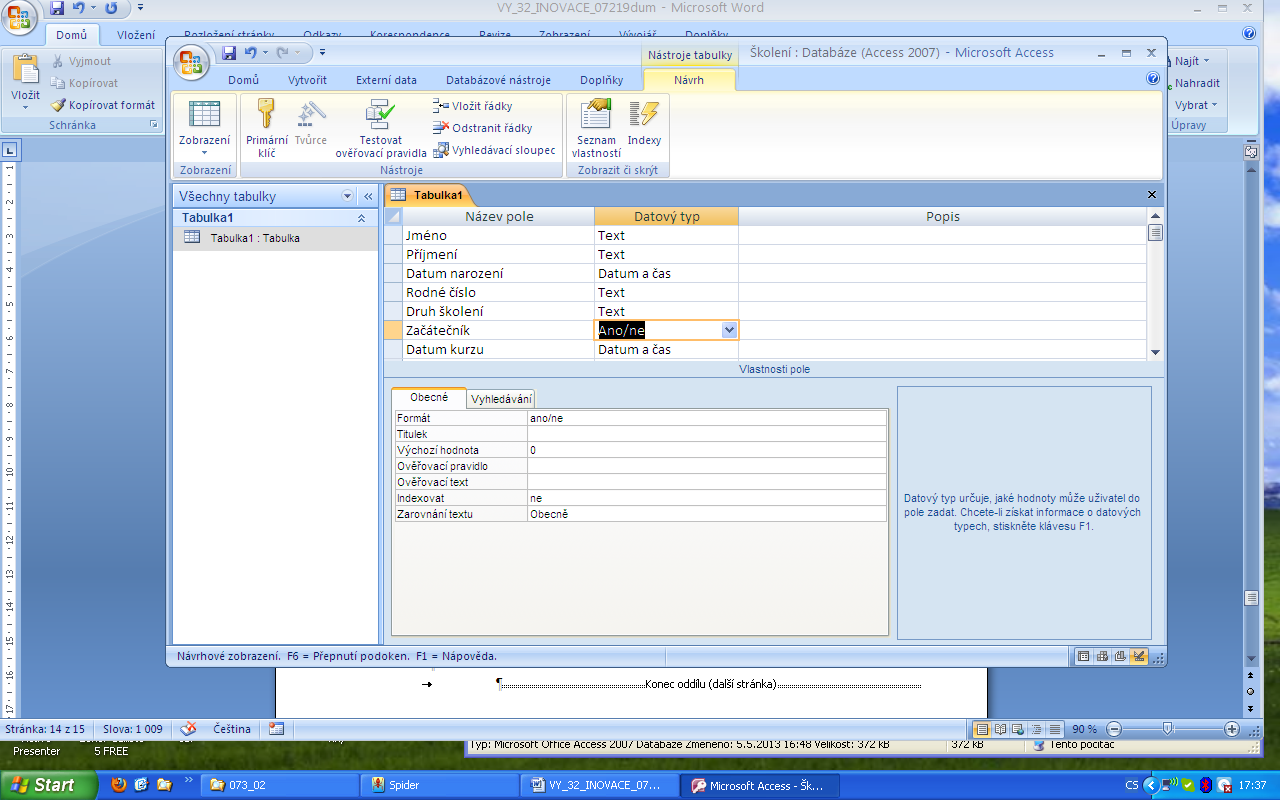 VY_32_INOVACE_07219dum - Microsoft Word
Domů Vložení Rozložení stránky Odkazy Korespondence Revize Zobrazení Vývojář Doplňky
Vložit
Vyjmout
Kopírovat
Kopírovat formát
Schránka
Najít
Nahradit
Vybrat
Úpravy
Nástroje tabulky Školení : Databáze (Access 2007) - Microsoft Access
Domů Vytvořit Externí data Databázové nástroje Doplňky Návrh
Zobrazení
Zobrazení
Primární klíč
Tvůrce
Testovat ověřovací pravidla
Vložit řádky
Odstranit řádky
Vyhledávací sloupec
Nástroje
Seznam vlastností
Indexy
Zobrazit či skrýt
Všechny tabulky
Tabulka1
Tabulka1 : Tabulka
Tabulka1
Název pole Datový typ Popis
Jméno Text
Příjmení Text
Datum narození Datum a čas
Rodné číslo Text
Druh školení Text
Začátečník Ano/ne
Datum kurzu Datum a čas
Vlastnosti pole
Obecné Vyhledávání
Formát ano/ne
Titulek
Výchozí hodnota 0
Ověřovací pravidlo
Ověřovací text
Indexovat ne
Zarovnání textu Obecně
Datový typ určuje, jaké hodnoty může uživatel do
pole zadat. Chcete-li získat informace o datových
typech, stiskněte klávesu F1.
Návrhové zobrazení. F6 = Přepnutí podoken. F1 = Nápověda.
Konec oddílu (další stránka)
Stránka: 14 z 15 Slova: 1 009 Čeština 90 %
Presenter 5 FREE
Typ: Microsoft Office Access 2007 Databáze Změněno: 5.5.2013 16:48 Velikost: 372 kB 372 kB Tento počítač
Start 073_02 Spider VY_32_INOVACE_07... Microsoft Access - Šk... CS 17:37